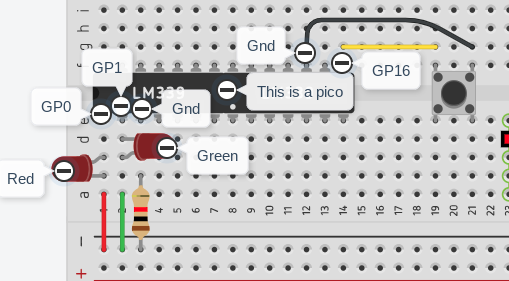 i
h
g
f
Gnd
GP16
GP1
GP0
LM339
Gnd
This is a pico
e
d
Green
Red
a
1 2 3 4 5 6 7 8 9 10 11 12 13 14 15 16 17 18 19 20 21 22
−
+